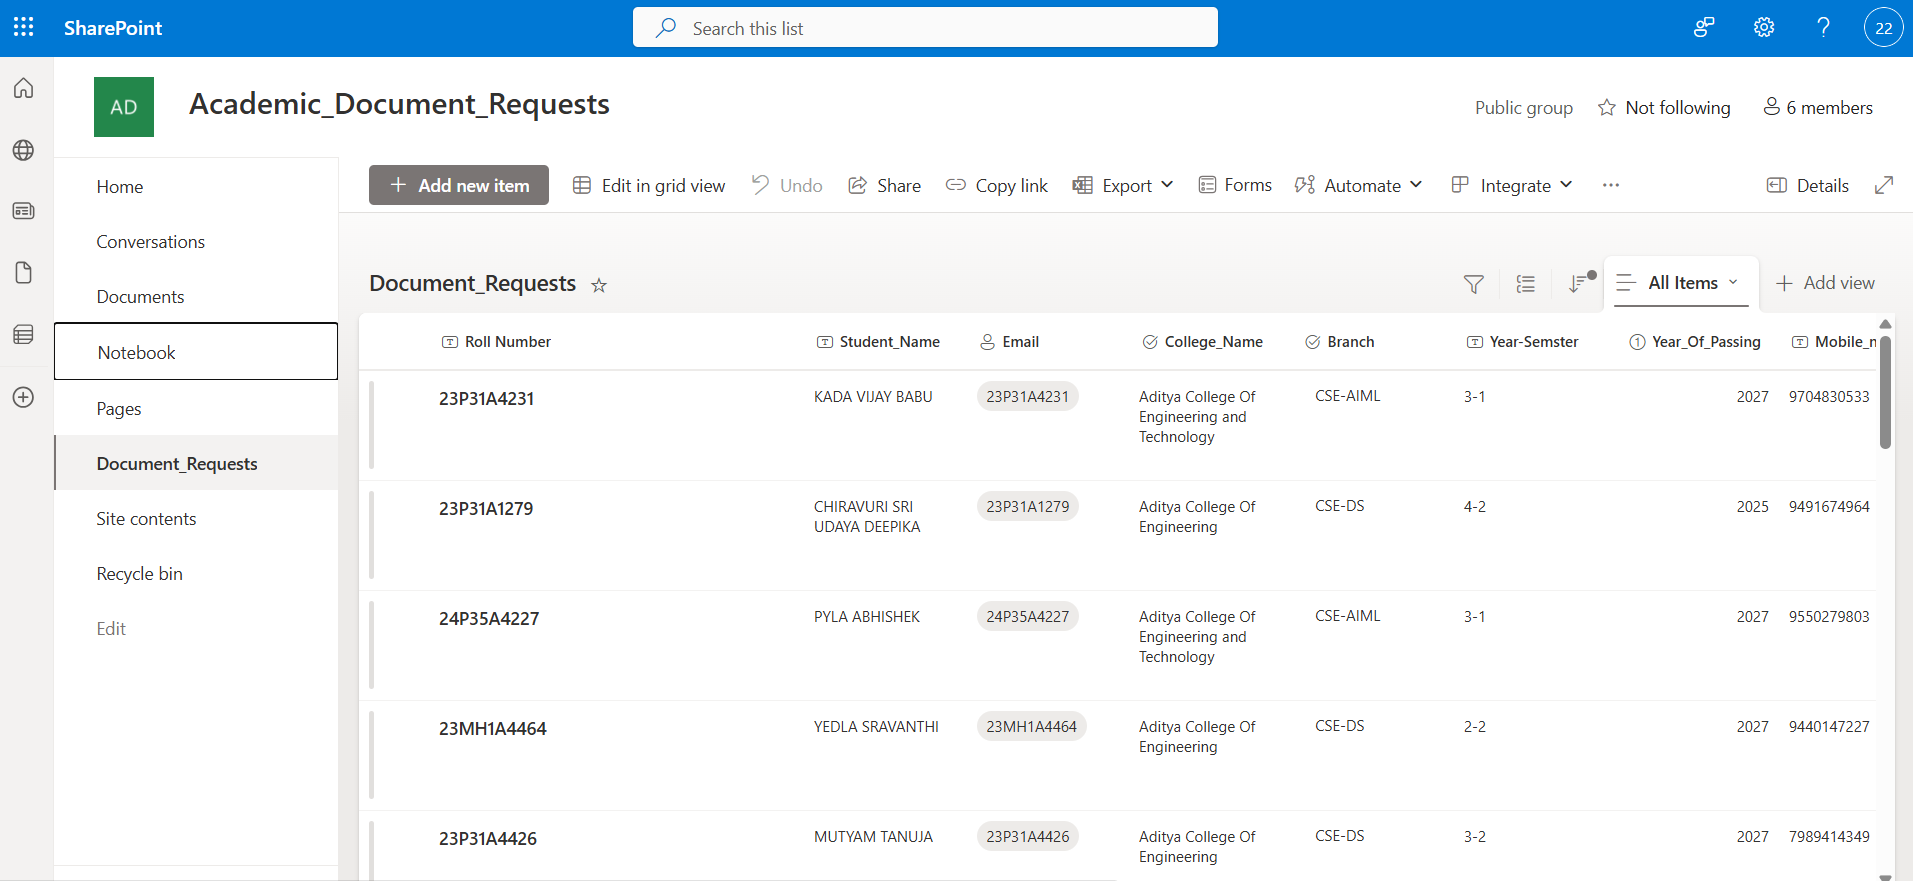 SharePoint
Search this list
22
AD
Academic_Document_Requests
Public group
Not following
6 members
Home
Conversations
Documents
Notebook
Pages
Document_Requests
Site contents
Recycle bin
Edit
Add new item
Edit in grid view
Undo
Share
Copy link
Export
Forms
Automate
Integrate
Details
Document_Requests
All Items
Add view
Roll Number Student_Name Email College_Name Branch Year-Semster Year_Of_Passing Mobile_n
23P31A4231 KADA VIJAY BABU 23P31A4231 Aditya College Of CSE-AIML 3-1 2027 9704830533
Engineering and
Technology
23P31A1279 CHIRAVURI SRI 23P31A1279 Aditya College Of CSE-DS 4-2 2025 9491674964
UDAYA DEEPIKA Engineering
24P35A4227 PYLA ABHISHEK 24P35A4227 Aditya College Of CSE-AIML 3-1 2027 9550279803
Engineering and
Technology
23MH1A4464 YEDLA SRAVANTHI 23MH1A4464 Aditya College Of CSE-DS 2-2 2027 9440147227
Engineering
23P31A4426 MUTYAM TANUJA 23P31A4426 Aditya College Of CSE-DS 3-2 2027 7989414349
Engineering